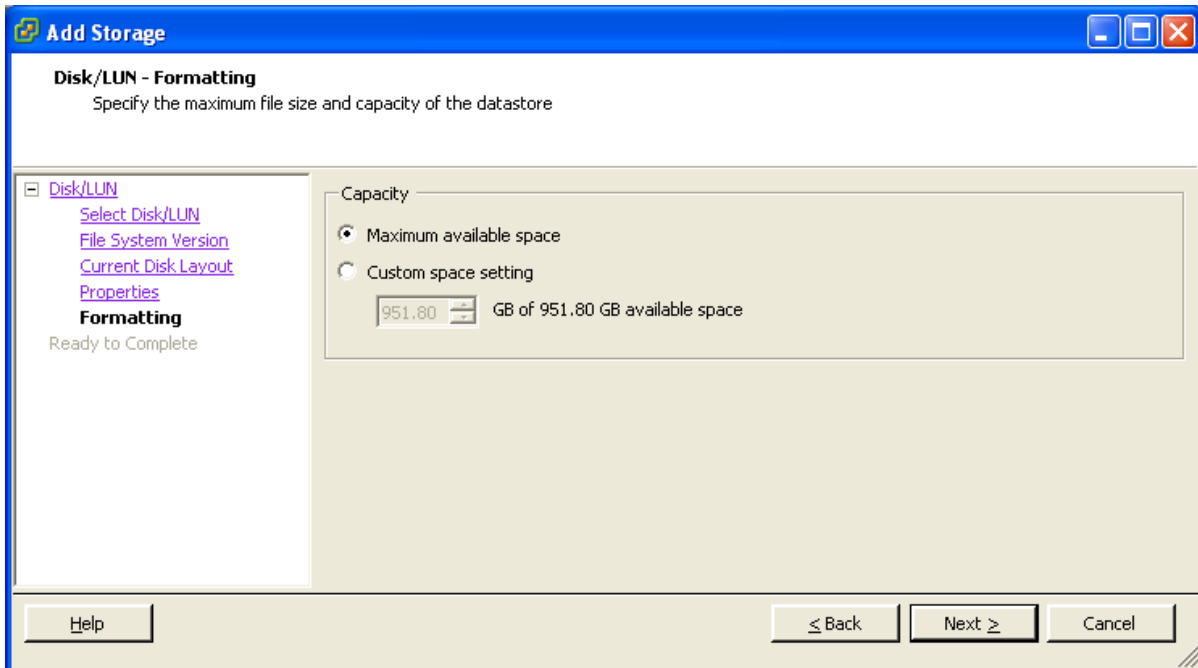 Add Storage
Disk/LUN - Formatting
Specify the maximum file size and capacity of the datastore
Disk/LUN
Select Disk/LUN
File System Version
Current Disk Layout
Properties
Formatting
Ready to Complete
Capacity
Maximum available space
Custom space setting
951.80 GB of 951.80 GB available space
Help
< Back
Next >
Cancel